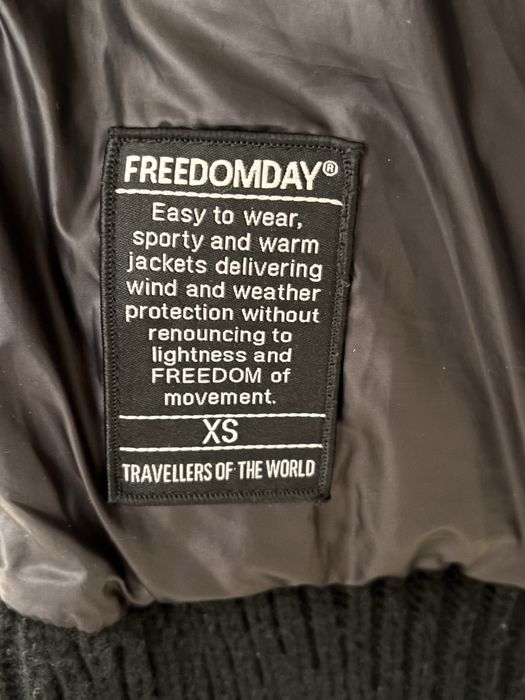 FREEDOMDAY®
Easy to wear,
sporty and warm
jackets delivering
wind and weather
protection without
renouncing to
lightness and
FREEDOM of
movement.
XS
TRAVELLERS OF THE WORLD